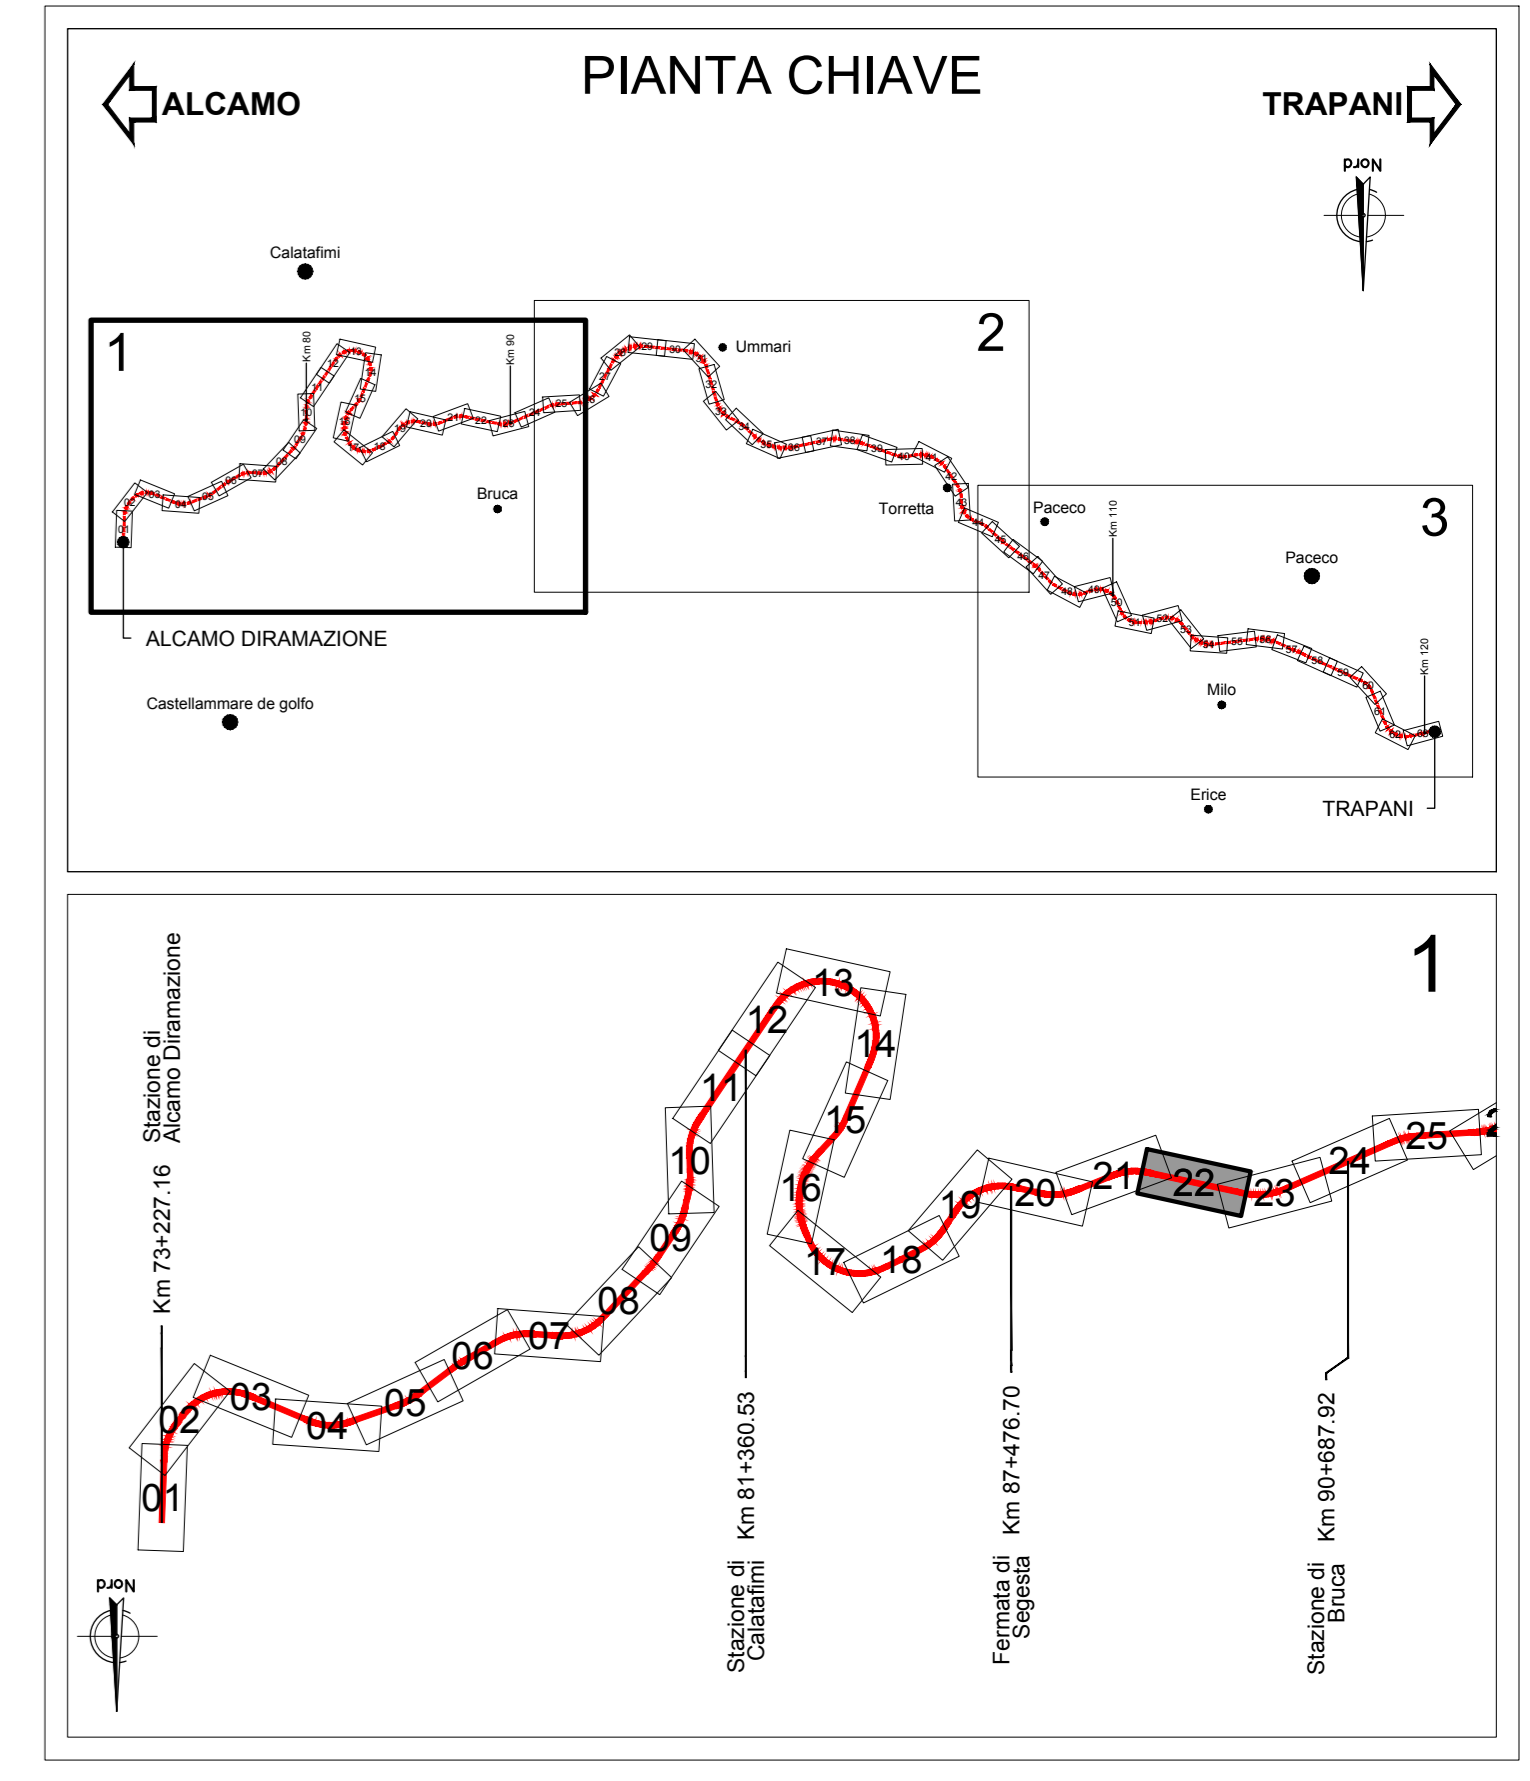 PIANTA CHIAVE
ALCAMO
TRAPANI
Nord
Calatafimi
1
2
3
Km 80
Km 90
Ummari
Bruca
Torretta
Paceco
Km 110
Paceco
Km 120
Milo
Erice
TRAPANI
ALCAMO DIRAMAZIONE
Castellammare de golfo
1
Stazione di
Alcamo Diramazione
Km 73+227.16
01
02
03
04
05
06
07
08
09
10
11
12
13
14
15
16
17
18
19
20
21
22
23
24
25
Stazione di
Calatafimi
Km 81+360.53
Fermata di
Segesta
Km 87+476.70
Stazione di
Bruca
Km 90+687.92
Nord